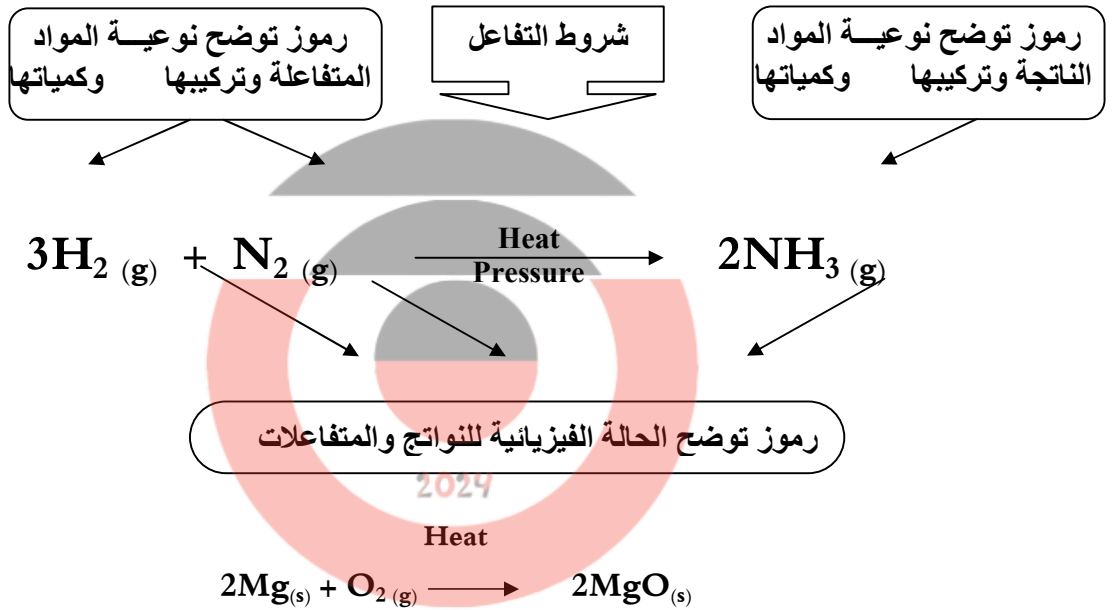 رموز توضح نوعيـــة المواد
المتفاعلة وتركيبها وكمياتها
شروط التفاعل
رموز توضح نوعيـــة المواد
الناتجة وتركيبها وكمياتها
3H₂ (g) + N₂ (g) Heat Pressure ⟶ 2NH₃ (g)
رموز توضح الحالة الفيزيائية للنواتج والمتفاعلات
2024
Heat
2Mg(s) + O₂ (g) ⟶ 2MgO(s)